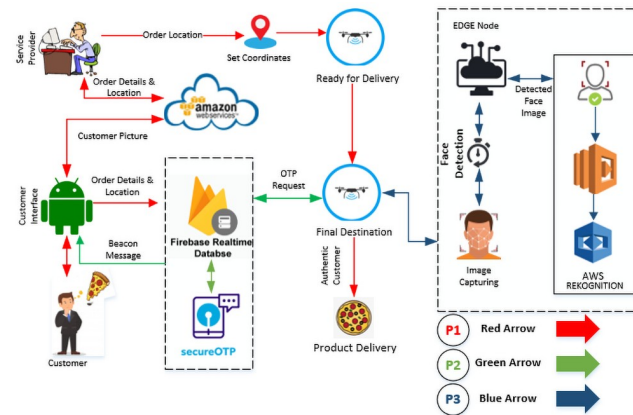 Service
Provider
Order Location
Set Coordinates
Ready for Delivery
Order Details &
Location
amazon
webservices™
Customer Picture
Customer
Interface
Order Details &
Location
Beacon
Message
Firebase Realtime
Databse
secureOTP
Customer
OTP
Request
Final Destination
Authentic
Customer
Product Delivery
EDGE Node
Detected
Face
Image
Face
Detection
Image
Capturing
AWS
REKOGNITION
P1 Red Arrow
P2 Green Arrow
P3 Blue Arrow